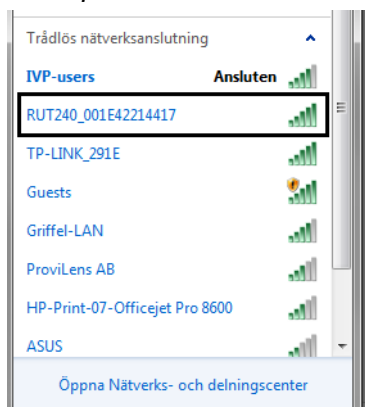 Trådlös nätverksanslutning
IVP-users Ansluten
RUT240_001E42214417
TP-LINK_291E
Guests
Griffel-LAN
ProviLens AB
HP-Print-07-Officejet Pro 8600
ASUS
Öppna Nätverks- och delningscenter